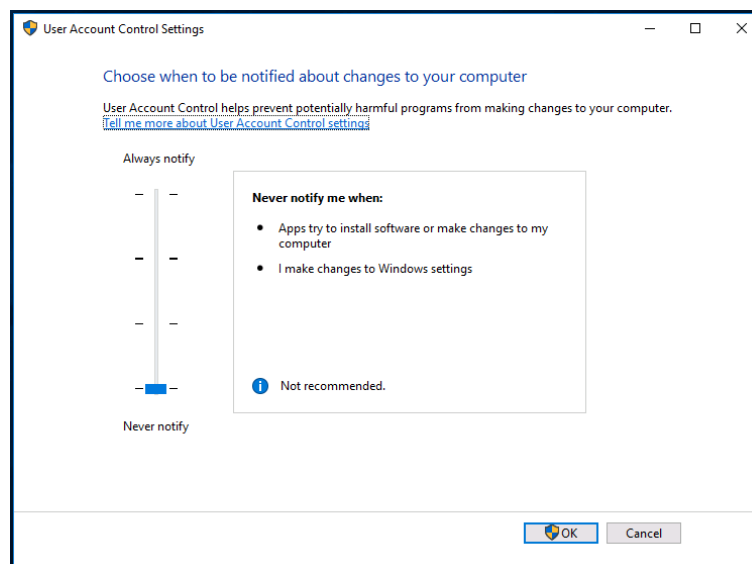 User Account Control Settings
Choose when to be notified about changes to your computer
User Account Control helps prevent potentially harmful programs from making changes to your computer.
Tell me more about User Account Control settings
Always notify
Never notify me when:
• Apps try to install software or make changes to my
computer
• I make changes to Windows settings
Not recommended.
Never notify
OK
Cancel